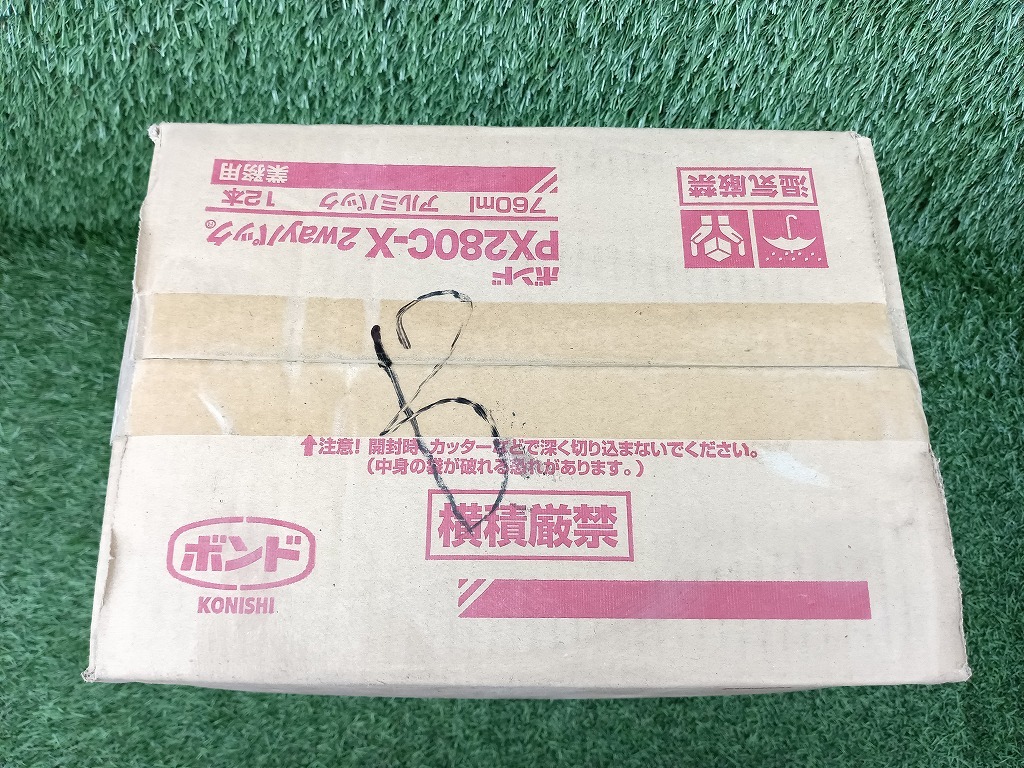 ボンド
PX280C-X 2wayパック®
760ml アルミパック 12本
業務用
湿気厳禁
↑注意! 開封時、カッターなどで深く切り込まないでください。
(中身の袋が破れる恐れがあります。)
横積厳禁
ボンド
KONISHI